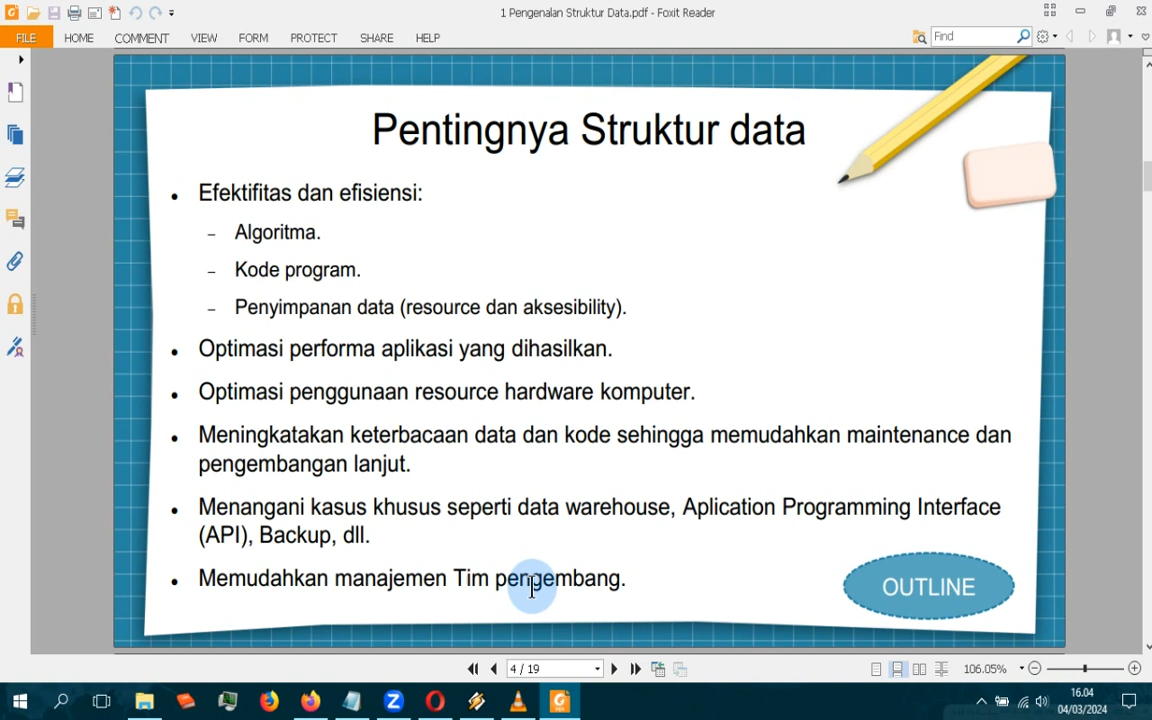 1 Pengenalan Struktur Data.pdf - Foxit Reader
FILE HOME COMMENT VIEW FORM PROTECT SHARE HELP Find
Pentingnya Struktur data
• Efektifitas dan efisiensi:
– Algoritma.
– Kode program.
– Penyimpanan data (resource dan aksesibility).
• Optimasi performa aplikasi yang dihasilkan.
• Optimasi penggunaan resource hardware komputer.
• Meningkatakan keterbacaan data dan kode sehingga memudahkan maintenance dan
pengembangan lanjut.
• Menangani kasus khusus seperti data warehouse, Aplication Programming Interface
(API), Backup, dll.
• Memudahkan manajemen Tim pengembang.
OUTLINE
4 / 19 106.05%
16.04
04/03/2024